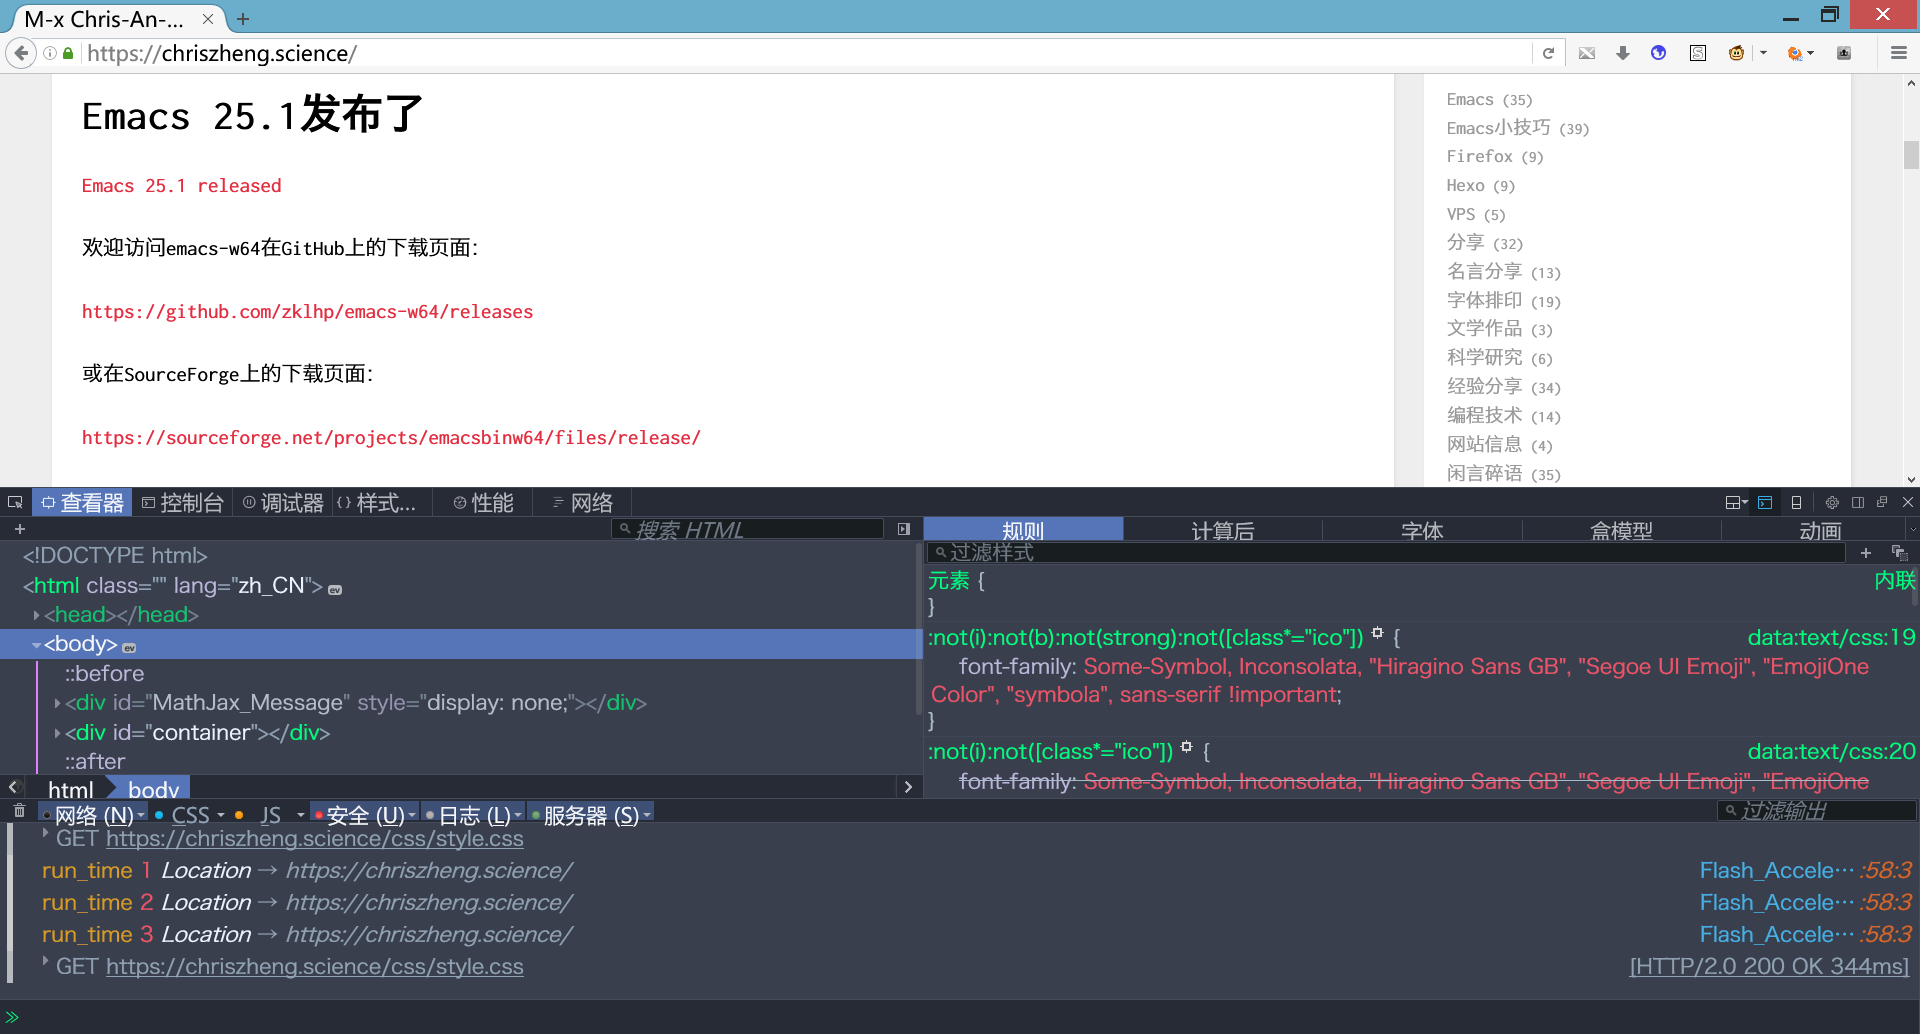 M-x Chris-An-...
https://chriszheng.science/
Emacs 25.1发布了
Emacs 25.1 released
欢迎访问emacs-w64在GitHub上的下载页面：
https://github.com/zklhp/emacs-w64/releases
或在SourceForge上的下载页面：
https://sourceforge.net/projects/emacsbinw64/files/release/
Emacs (35)
Emacs小技巧 (39)
Firefox (9)
Hexo (9)
VPS (5)
分享 (32)
名言分享 (13)
字体排印 (19)
文学作品 (3)
科学研究 (6)
经验分享 (34)
编程技术 (14)
网站信息 (4)
闲言碎语 (35)
查看器 控制台 调试器 样式... 性能 网络
搜索 HTML
<!DOCTYPE html>
<html class="" lang="zh_CN"> ev
<head></head>
<body> ev
::before
<div id="MathJax_Message" style="display: none;"></div>
<div id="container"></div>
::after
html body
规则 计算后 字体 盒模型 动画
过滤样式
元素 { 内联
}
:not(i):not(b):not(strong):not([class*="ico"]) { data:text/css:19
font-family: Some-Symbol, Inconsolata, "Hiragino Sans GB", "Segoe UI Emoji", "EmojiOne
Color", "symbola", sans-serif !important;
}
:not(i):not([class*="ico"]) { data:text/css:20
font-family: Some-Symbol, Inconsolata, "Hiragino Sans GB", "Segoe UI Emoji", "EmojiOne
网络 (N) CSS JS 安全 (U) 日志 (L) 服务器 (S) 过滤输出
GET https://chriszheng.science/css/style.css
run_time 1 Location → https://chriszheng.science/ Flash_Accele… :58:3
run_time 2 Location → https://chriszheng.science/ Flash_Accele… :58:3
run_time 3 Location → https://chriszheng.science/ Flash_Accele… :58:3
GET https://chriszheng.science/css/style.css [HTTP/2.0 200 OK 344ms]